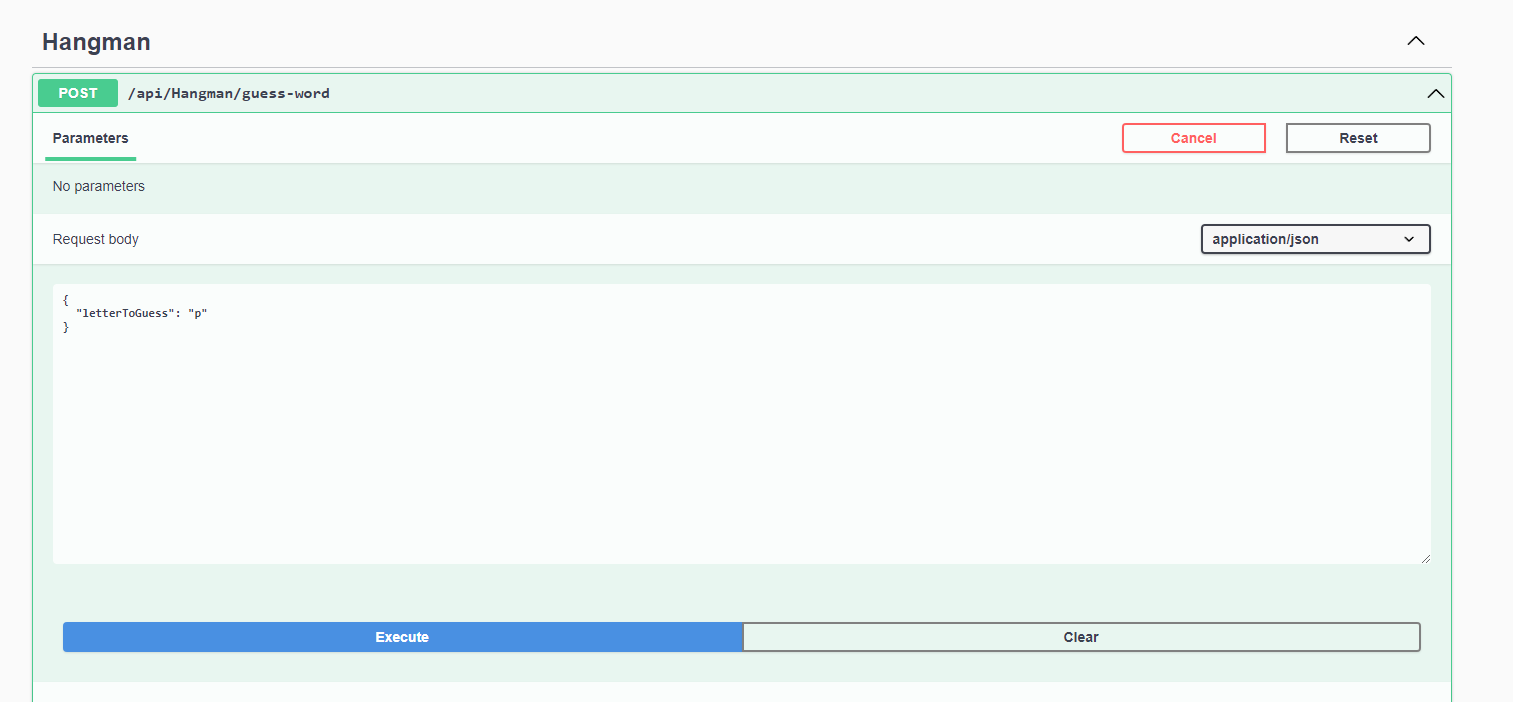 Hangman
POST /api/Hangman/guess-word
Parameters Cancel Reset
No parameters
Request body application/json
{
  "letterToGuess": "p"
}
Execute Clear